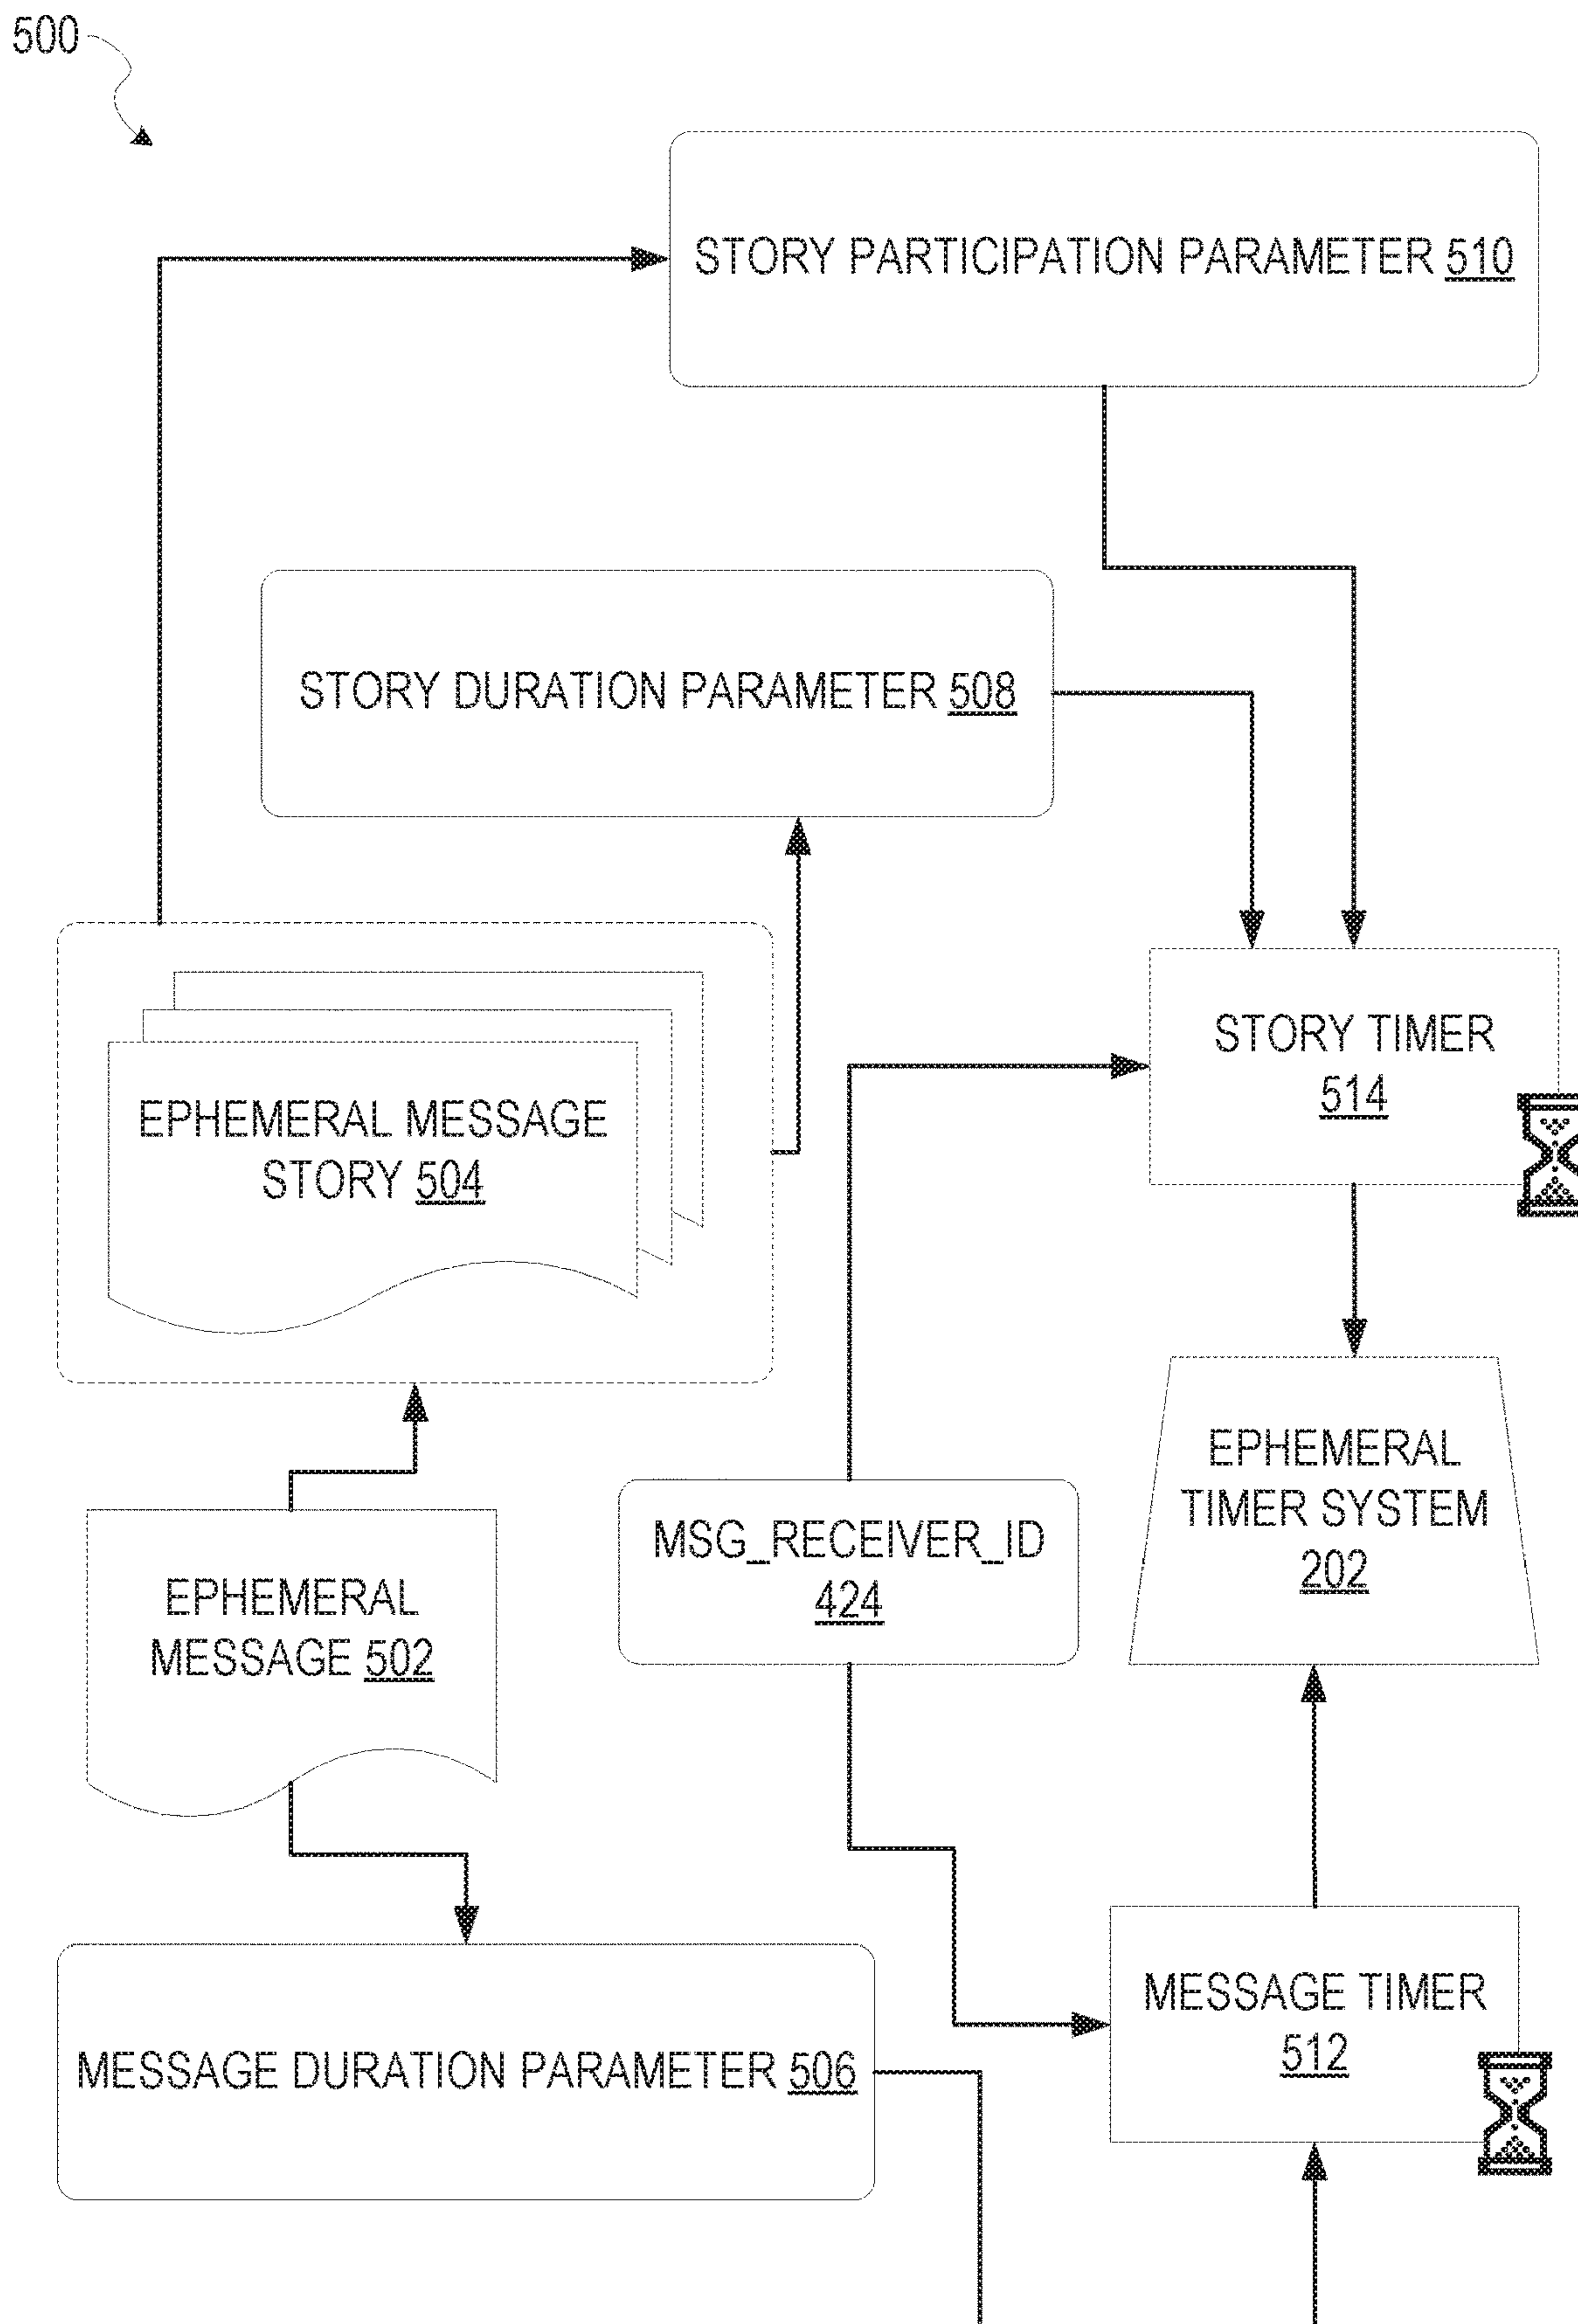 500
STORY PARTICIPATION PARAMETER 510
STORY DURATION PARAMETER 508
STORY TIMER
514
EPHEMERAL MESSAGE
STORY 504
EPHEMERAL
TIMER SYSTEM
202
MSG_RECEIVER_ID
424
EPHEMERAL
MESSAGE 502
MESSAGE TIMER
512
MESSAGE DURATION PARAMETER 506